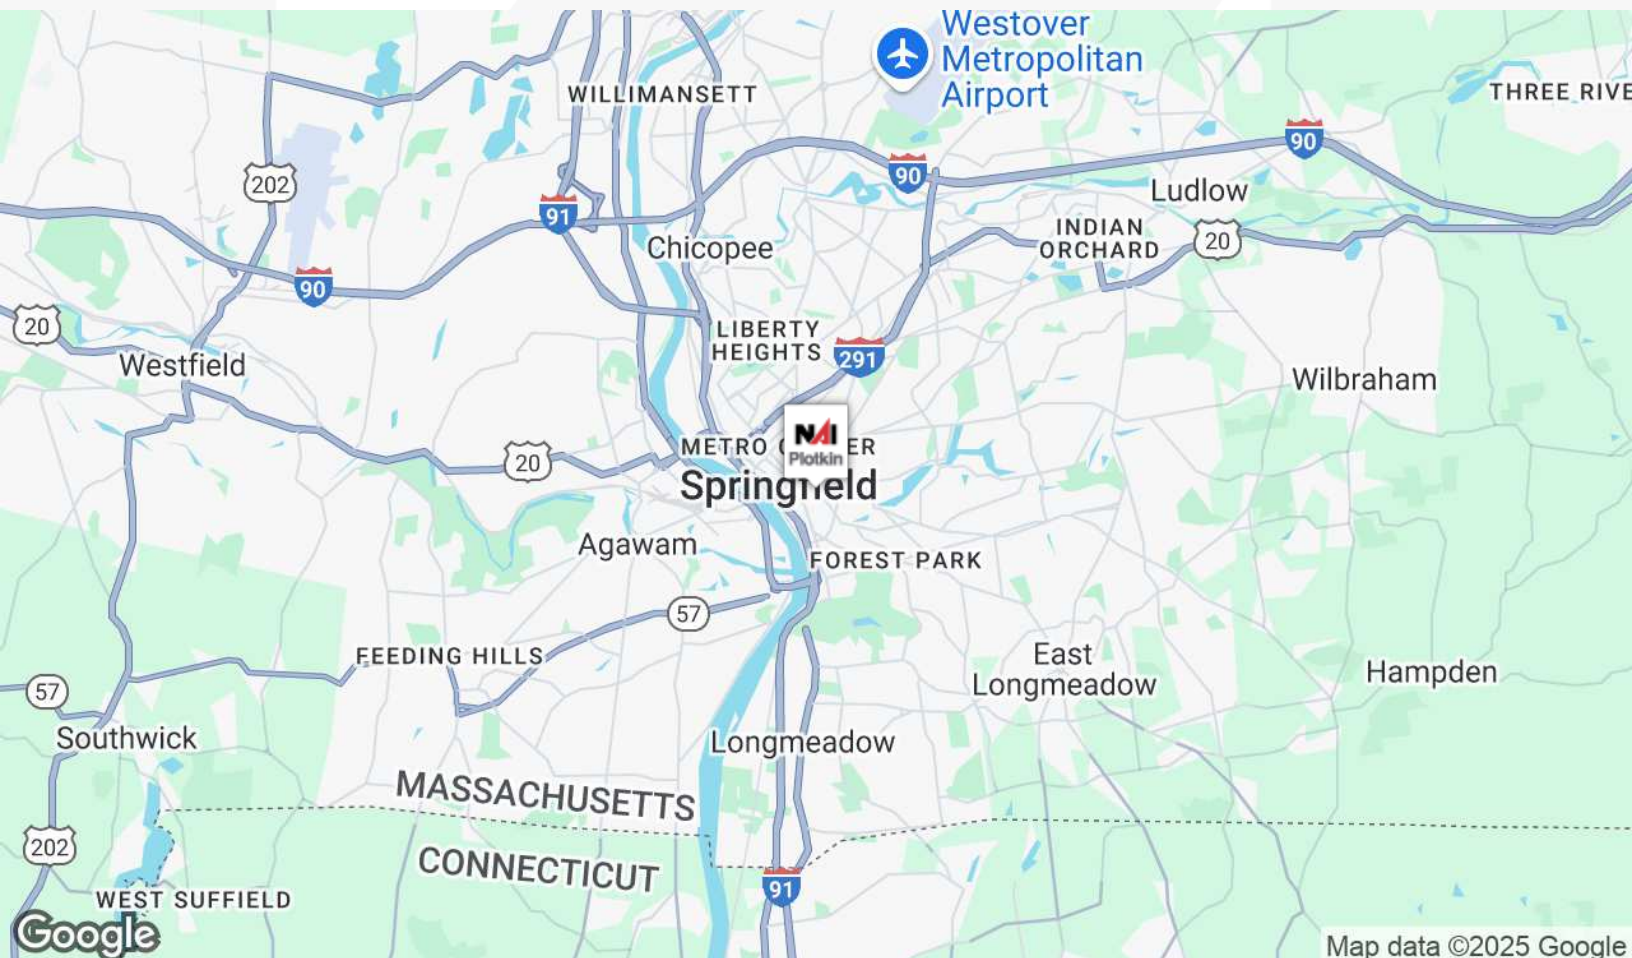 Westover
Metropolitan
Airport
WILLIMANSETT
THREE RIVE
90
202
90
Ludlow
91
INDIAN
ORCHARD
20
Chicopee
90
20
LIBERTY
HEIGHTS
291
Westfield
Wilbraham
NAI
Plotkin
METRO
20
Springfield
Agawam
FOREST PARK
57
FEEDING HILLS
East
Longmeadow
Hampden
57
Southwick
Longmeadow
MASSACHUSETTS
202
CONNECTICUT
91
WEST SUFFIELD
Google
Map data ©2025 Google